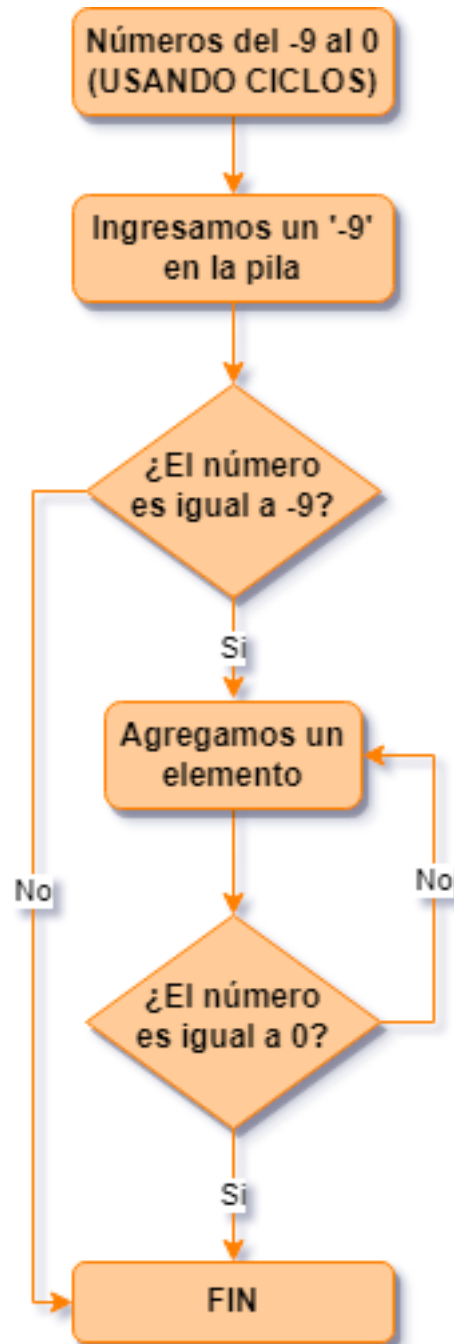 Números del -9 al 0
(USANDO CICLOS)
Ingresamos un '-9'
en la pila
¿El número
es igual a -9?
Si
Agregamos un
elemento
No
No
¿El número
es igual a 0?
Si
FIN